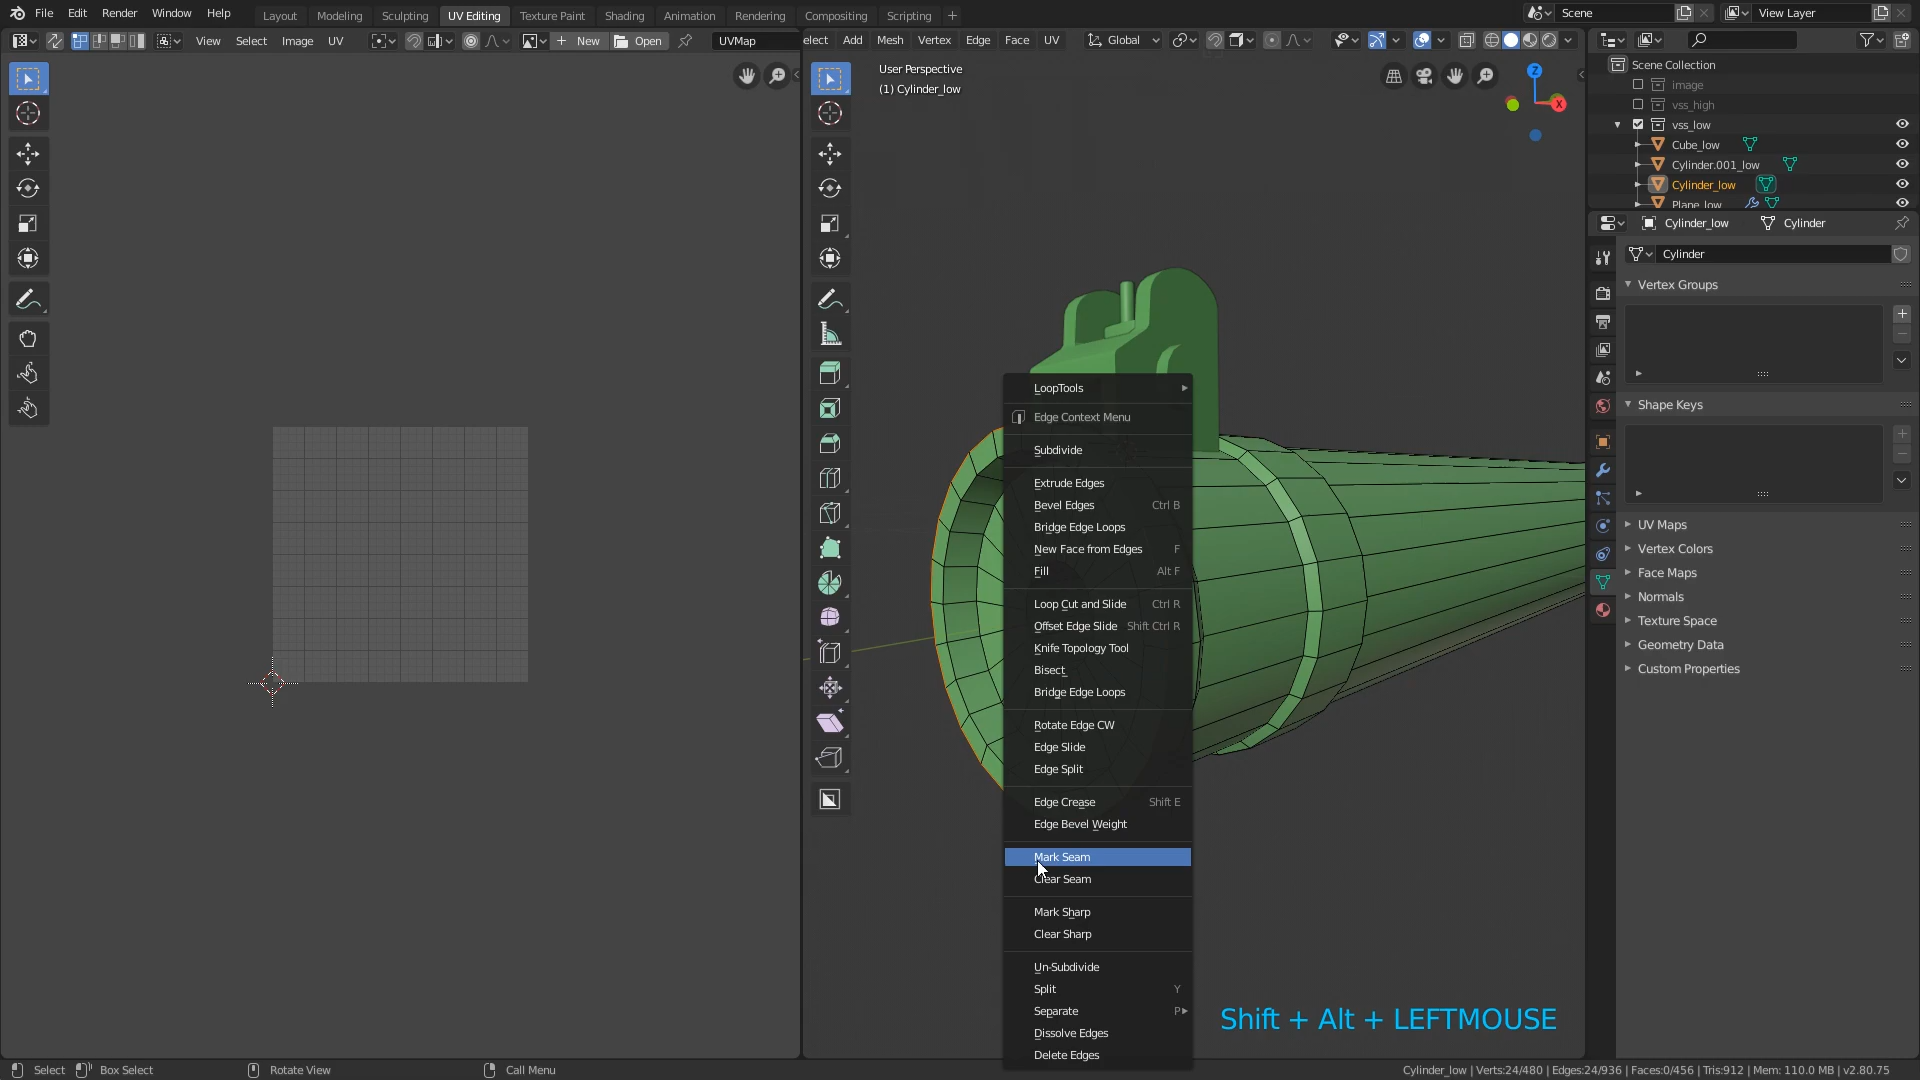 File Edit Render Window Help Layout Modeling Sculpting UV Editing Texture Paint Shading Animation Rendering Compositing Scripting Scene View Layer
View Select Image UV New Open UVMap
elect Add Mesh Vertex Edge Face UV Global
User Perspective
(1) Cylinder_low
Z
X
Scene Collection
image
vss_high
vss_low
Cube_low
Cylinder.001_low
Cylinder_low
Plane_low
Cylinder_low Cylinder
Cylinder
Vertex Groups
Shape Keys
UV Maps
Vertex Colors
Face Maps
Normals
Texture Space
Geometry Data
Custom Properties
LoopTools
Edge Context Menu
Subdivide
Extrude Edges
Bevel Edges Ctrl B
Bridge Edge Loops
New Face from Edges F
Fill Alt F
Loop Cut and Slide Ctrl R
Offset Edge Slide Shift Ctrl R
Knife Topology Tool
Bisect
Bridge Edge Loops
Rotate Edge CW
Edge Slide
Edge Split
Edge Crease Shift E
Edge Bevel Weight
Mark Seam
Clear Seam
Mark Sharp
Clear Sharp
Un-Subdivide
Split Y
Separate P
Dissolve Edges
Delete Edges
Shift + Alt + LEFTMOUSE
Select Box Select Rotate View Call Menu Cylinder_low | Verts:24/480 | Edges:24/936 | Faces:0/456 | Tris:912 | Mem: 110.0 MB | v2.80.75